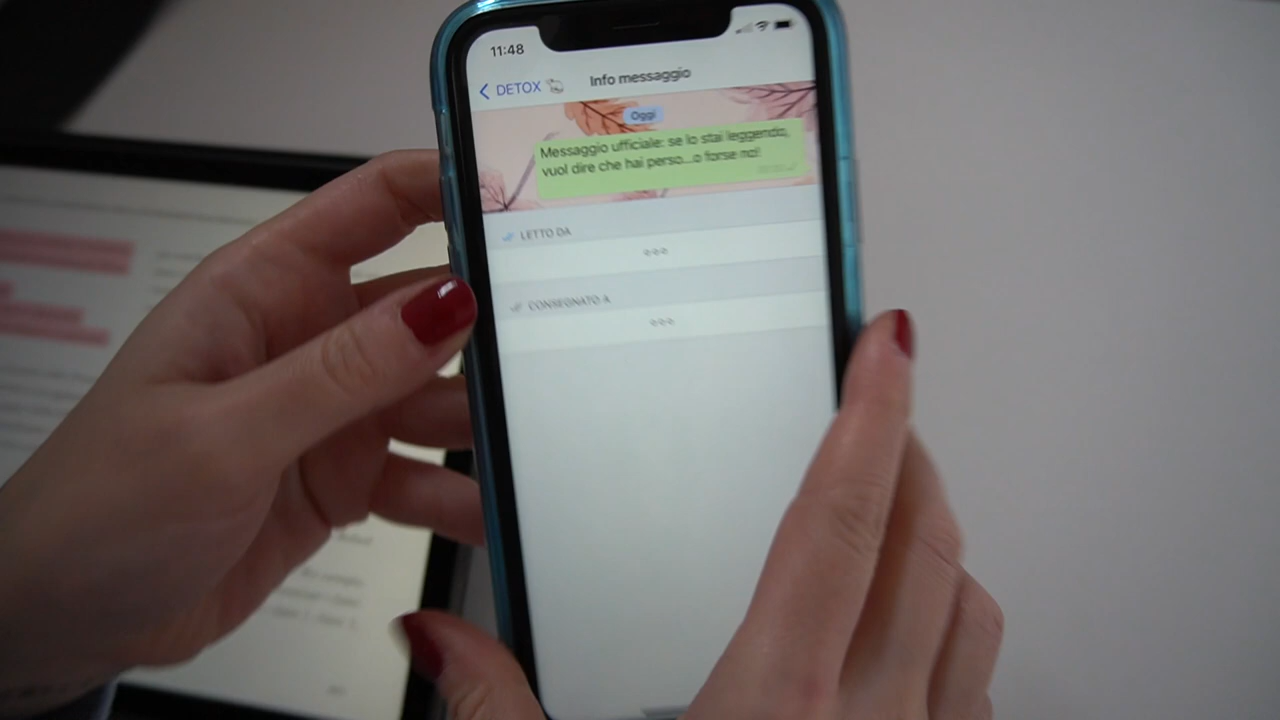 11:48
DETOX
Info messaggio
Oggi
Messaggio ufficiale: se lo stai leggendo,
vuol dire che hai perso...o forse no!
LETTO DA
CONSEGNATO A